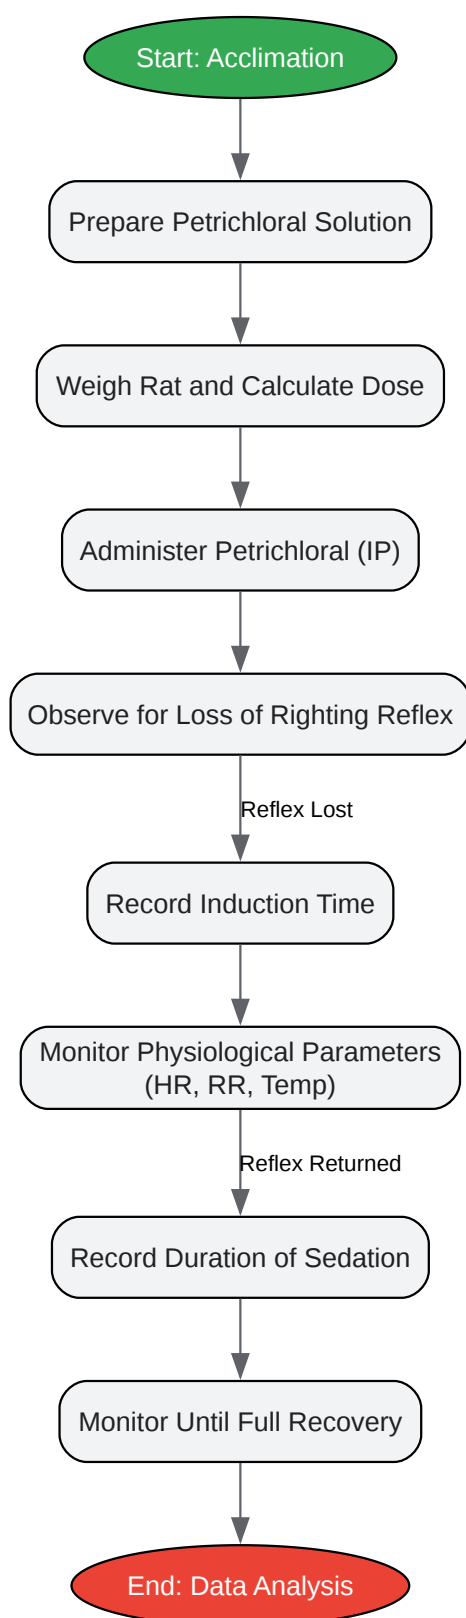 Start: Acclimation
Prepare Petrichloral Solution
Weigh Rat and Calculate Dose
Administer Petrichloral (IP)
Observe for Loss of Righting Reflex
Reflex Lost
Record Induction Time
Monitor Physiological Parameters
(HR, RR, Temp)
Reflex Returned
Record Duration of Sedation
Monitor Until Full Recovery
End: Data Analysis